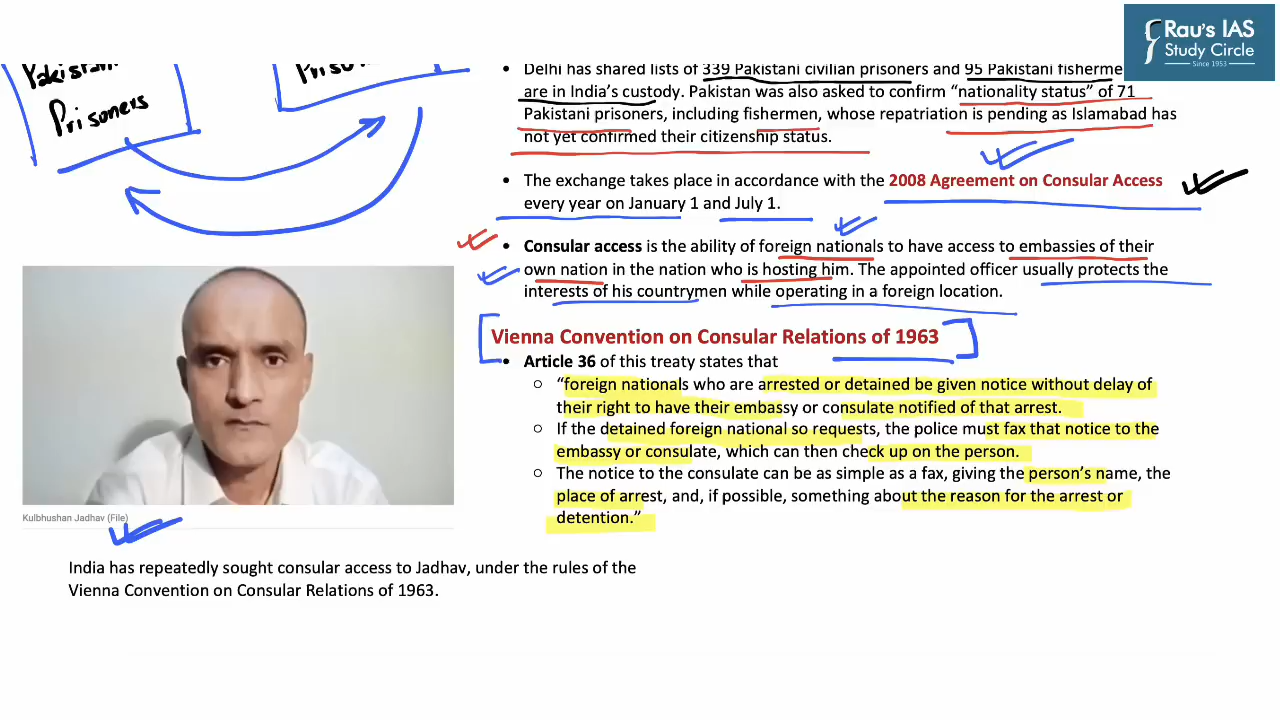 Rau's IAS
Study Circle
Since 1953
Pakistani
Prisoners
Delhi has shared lists of 339 Pakistani civilian prisoners and 95 Pakistani fisherme
are in India's custody. Pakistan was also asked to confirm "nationality status" of 71
Pakistani prisoners, including fishermen, whose repatriation is pending as Islamabad has
not yet confirmed their citizenship status.
• The exchange takes place in accordance with the 2008 Agreement on Consular Access
every year on January 1 and July 1.
• Consular access is the ability of foreign nationals to have access to embassies of their
own nation in the nation who is hosting him. The appointed officer usually protects the
interests of his countrymen while operating in a foreign location.
Vienna Convention on Consular Relations of 1963
• Article 36 of this treaty states that
○ "foreign nationals who are arrested or detained be given notice without delay of
their right to have their embassy or consulate notified of that arrest.
○ If the detained foreign national so requests, the police must fax that notice to the
embassy or consulate, which can then check up on the person.
○ The notice to the consulate can be as simple as a fax, giving the person's name, the
place of arrest, and, if possible, something about the reason for the arrest or
detention."
Kulbhushan Jadhav (File)
India has repeatedly sought consular access to Jadhav, under the rules of the
Vienna Convention on Consular Relations of 1963.